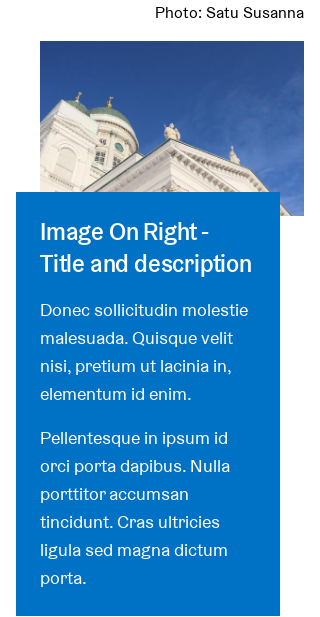 Photo: Satu Susanna
Image On Right -
Title and description
Donec sollicitudin molestie
malesuada. Quisque velit
nisi, pretium ut lacinia in,
elementum id enim.
Pellentesque in ipsum id
orci porta dapibus. Nulla
porttitor accumsan
tincidunt. Cras ultricies
ligula sed magna dictum
porta.